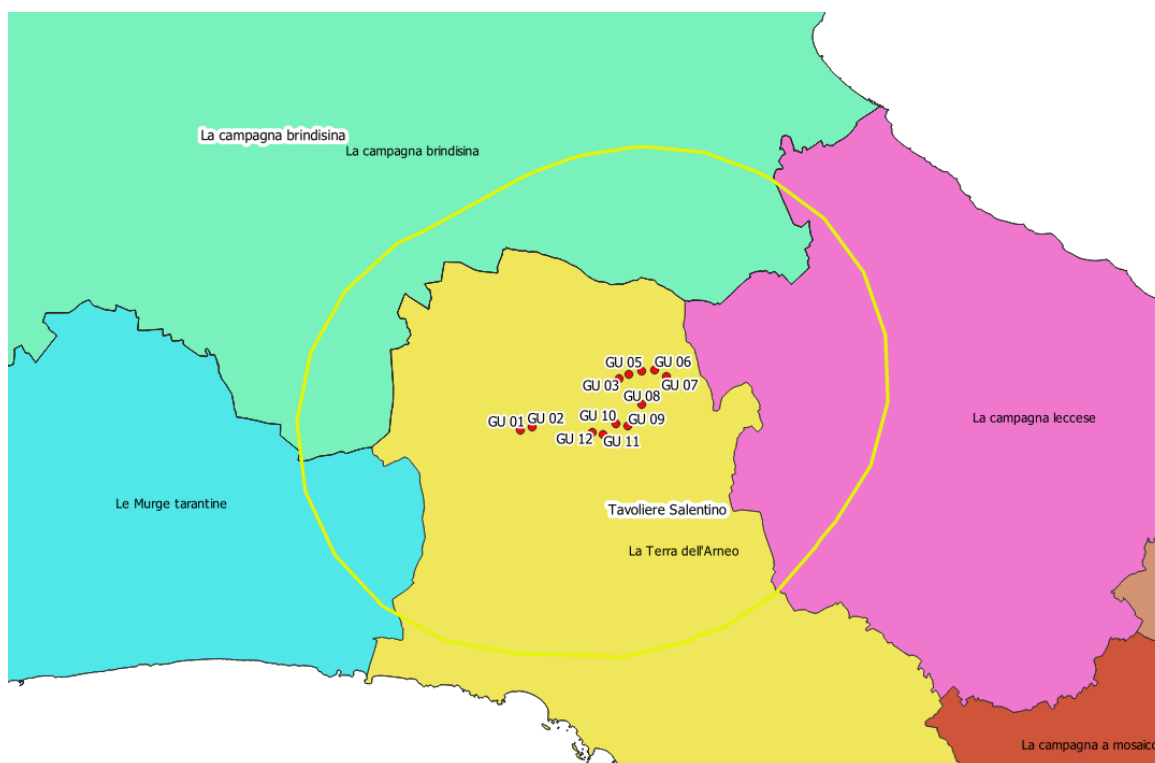 La campagna brindisina
La campagna brindisina
GU 05
GU 06
GU 03
GU 07
GU 08
GU 01
GU 02
GU 10
GU 09
GU 12
GU 11
La campagna leccese
Le Murge tarantine
Tavoliere Salentino
La Terra dell'Arneo
La campagna a mosaico